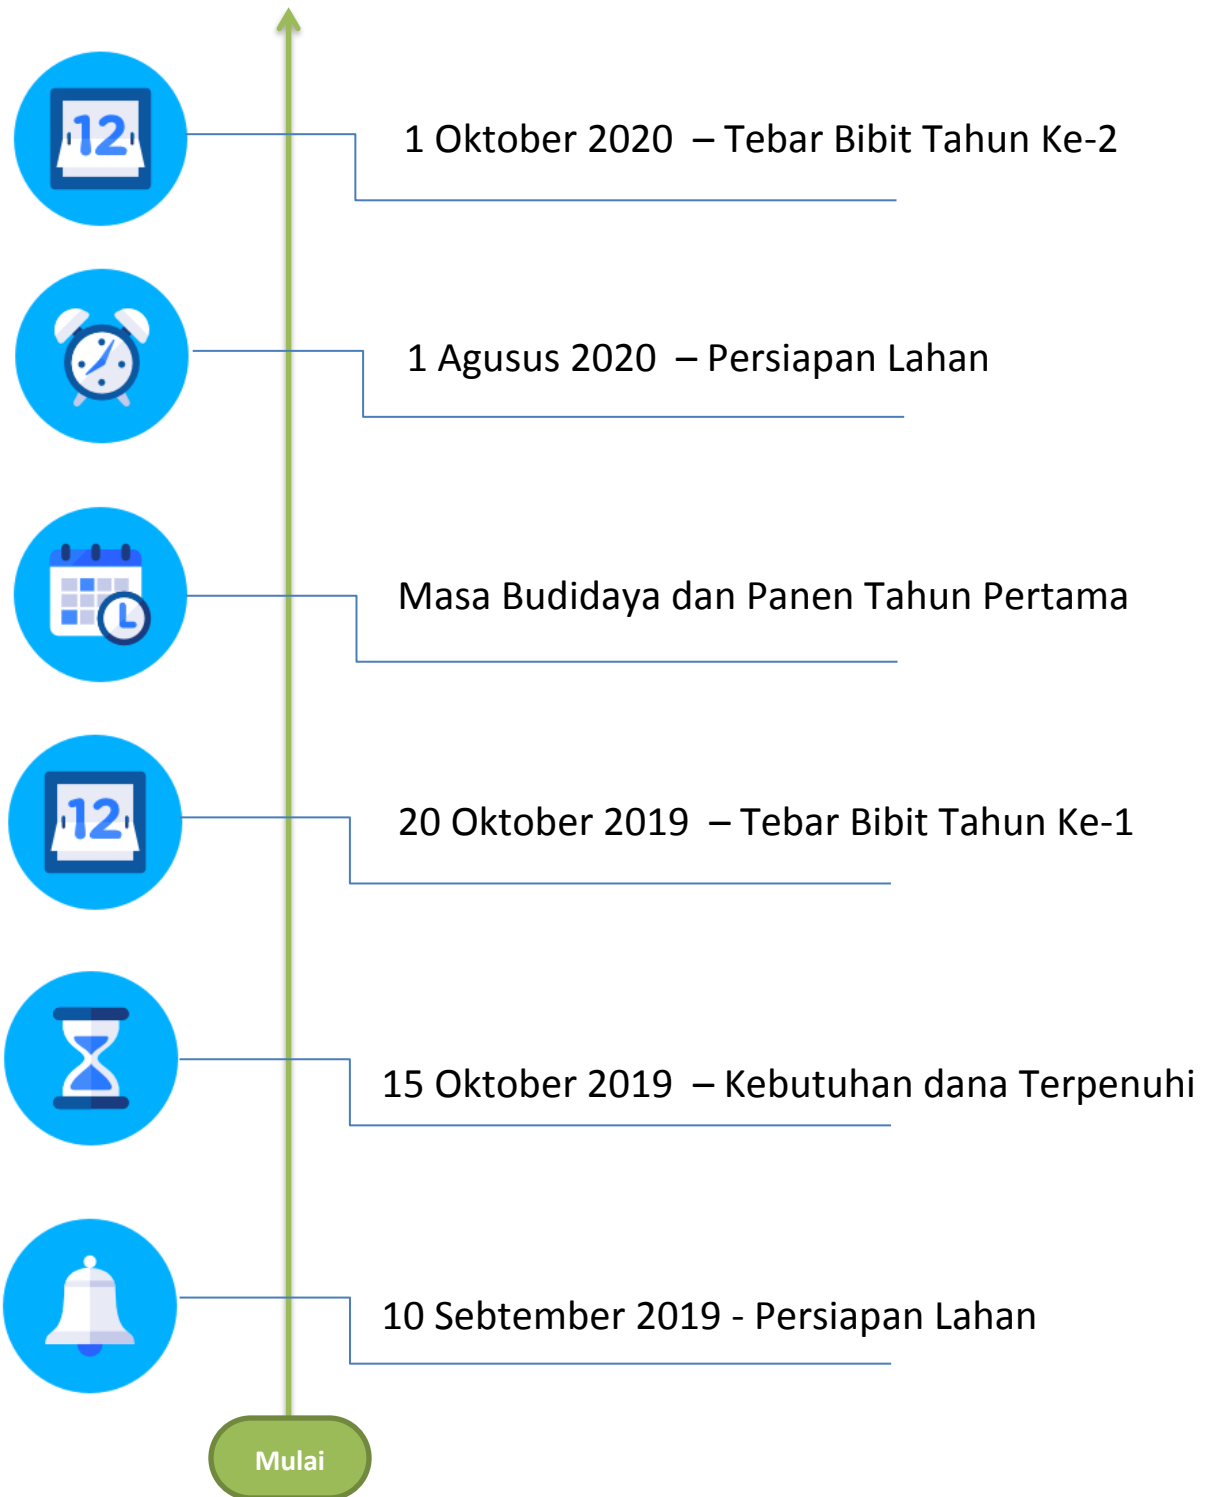 12
1 Oktober 2020 – Tebar Bibit Tahun Ke-2
1 Agusus 2020 – Persiapan Lahan
Masa Budidaya dan Panen Tahun Pertama
12
20 Oktober 2019 – Tebar Bibit Tahun Ke-1
15 Oktober 2019 – Kebutuhan dana Terpenuhi
10 Sebtember 2019 - Persiapan Lahan
Mulai